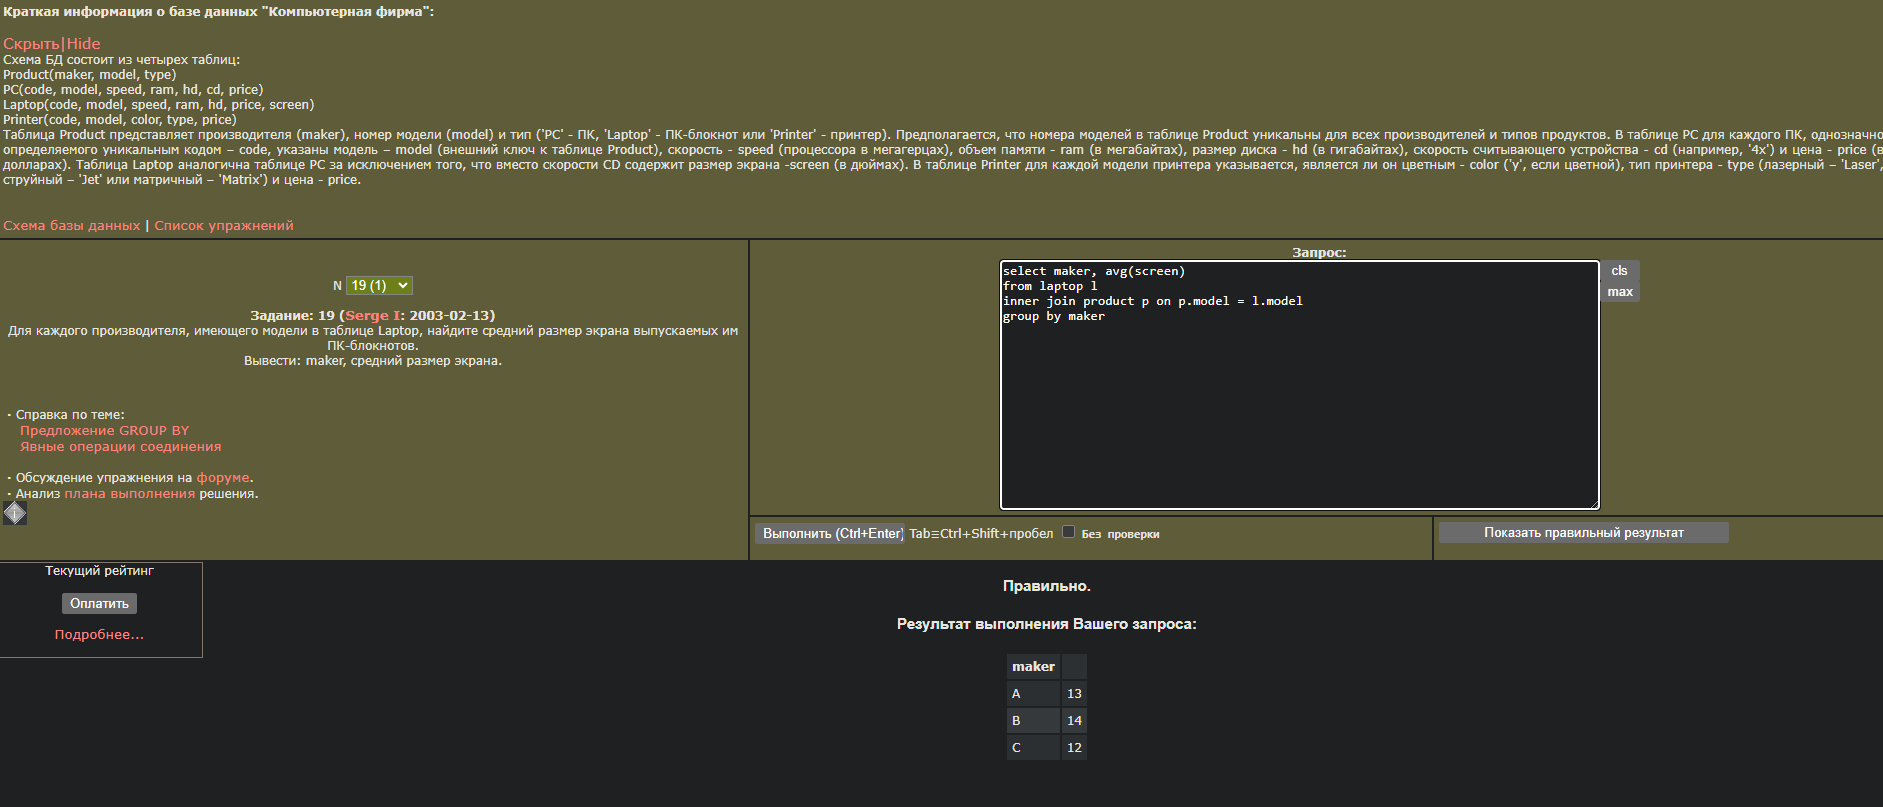 Краткая информация о базе данных "Компьютерная фирма":
Скрыть|Hide
Схема БД состоит из четырех таблиц:
Product(maker, model, type)
PC(code, model, speed, ram, hd, cd, price)
Laptop(code, model, speed, ram, hd, price, screen)
Printer(code, model, color, type, price)
Таблица Product представляет производителя (maker), номер модели (model) и тип ('PC' - ПК, 'Laptop' - ПК-блокнот или 'Printer' - принтер). Предполагается, что номера моделей в таблице Product уникальны для всех производителей и типов продуктов. В таблице PC для каждого ПК, однозначно
определяемого уникальным кодом – code, указаны модель – model (внешний ключ к таблице Product), скорость - speed (процессора в мегагерцах), объем памяти - ram (в мегабайтах), размер диска - hd (в гигабайтах), скорость считывающего устройства - cd (например, '4x') и цена - price (в
долларах). Таблица Laptop аналогична таблице РС за исключением того, что вместо скорости CD содержит размер экрана -screen (в дюймах). В таблице Printer для каждой модели принтера указывается, является ли он цветным - color ('y', если цветной), тип принтера - type (лазерный – 'Laser',
струйный – 'Jet' или матричный – 'Matrix') и цена - price.
Схема базы данных | Список упражнений
N 19 (1)
Задание: 19 (Serge I: 2003-02-13)
Для каждого производителя, имеющего модели в таблице Laptop, найдите средний размер экрана выпускаемых им
ПК-блокнотов.
Вывести: maker, средний размер экрана.
· Справка по теме:
Предложение GROUP BY
Явные операции соединения
· Обсуждение упражнения на форуме.
· Анализ плана выполнения решения.
Запрос:
select maker, avg(screen)
from laptop l
inner join product p on p.model = l.model
group by maker
cls
max
Выполнить (Ctrl+Enter) Tab≡Ctrl+Shift+пробел Без проверки
Показать правильный результат
Текущий рейтинг
Оплатить
Подробнее...
Правильно.
Результат выполнения Вашего запроса:
maker
A 13
B 14
C 12